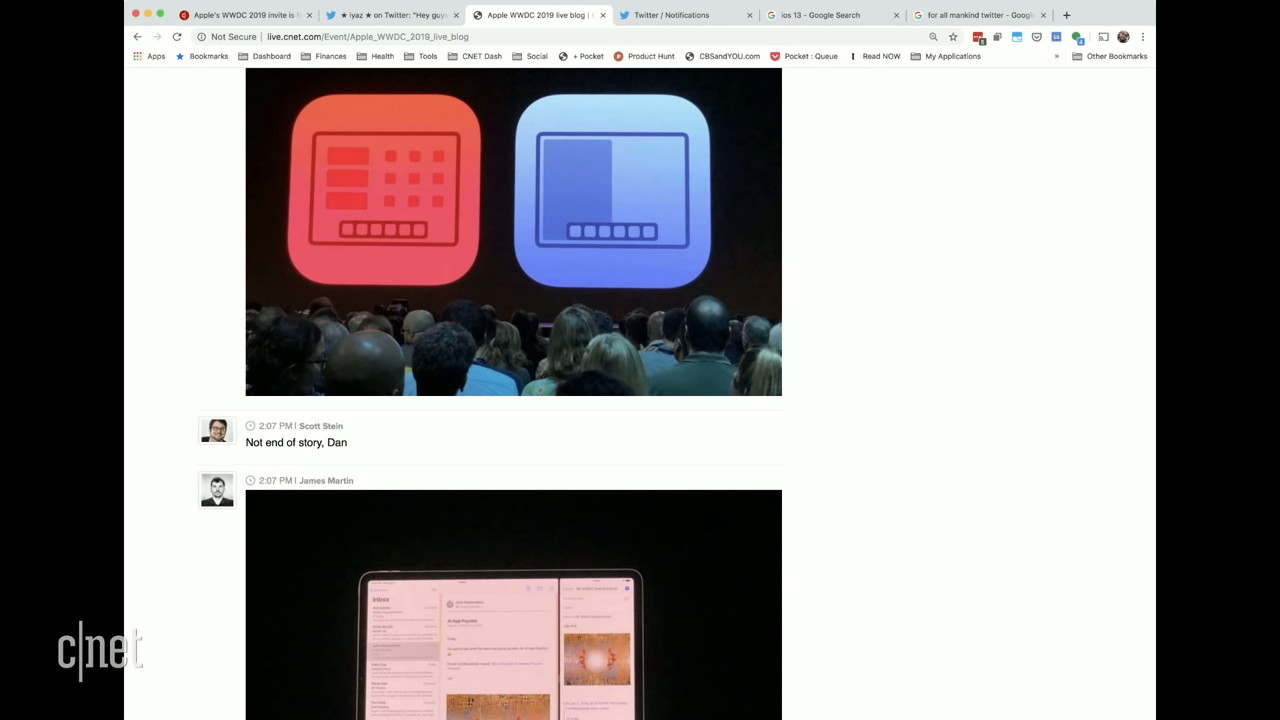 Apple's WWDC 2019 invite is h
★ iyaz ★ on Twitter: "Hey guys
Apple WWDC 2019 live blog | C
Twitter / Notifications
ios 13 - Google Search
for all mankind twitter - Google
Not Secure | live.cnet.com/Event/Apple_WWDC_2019_live_blog
Apps
Bookmarks
Dashboard
Finances
Health
Tools
CNET Dash
Social
+ Pocket
Product Hunt
CBSandYOU.com
Pocket : Queue
Read NOW
My Applications
»
Other Bookmarks
2:07 PM | Scott Stein
Not end of story, Dan
2:07 PM | James Martin
Inbox
c|net